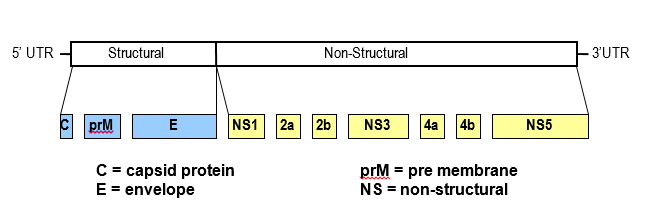 5' UTR Structural Non-Structural 3'UTR
C prM E NS1 2a 2b NS3 4a 4b NS5
C = capsid protein prM = pre membrane
E = envelope NS = non-structural